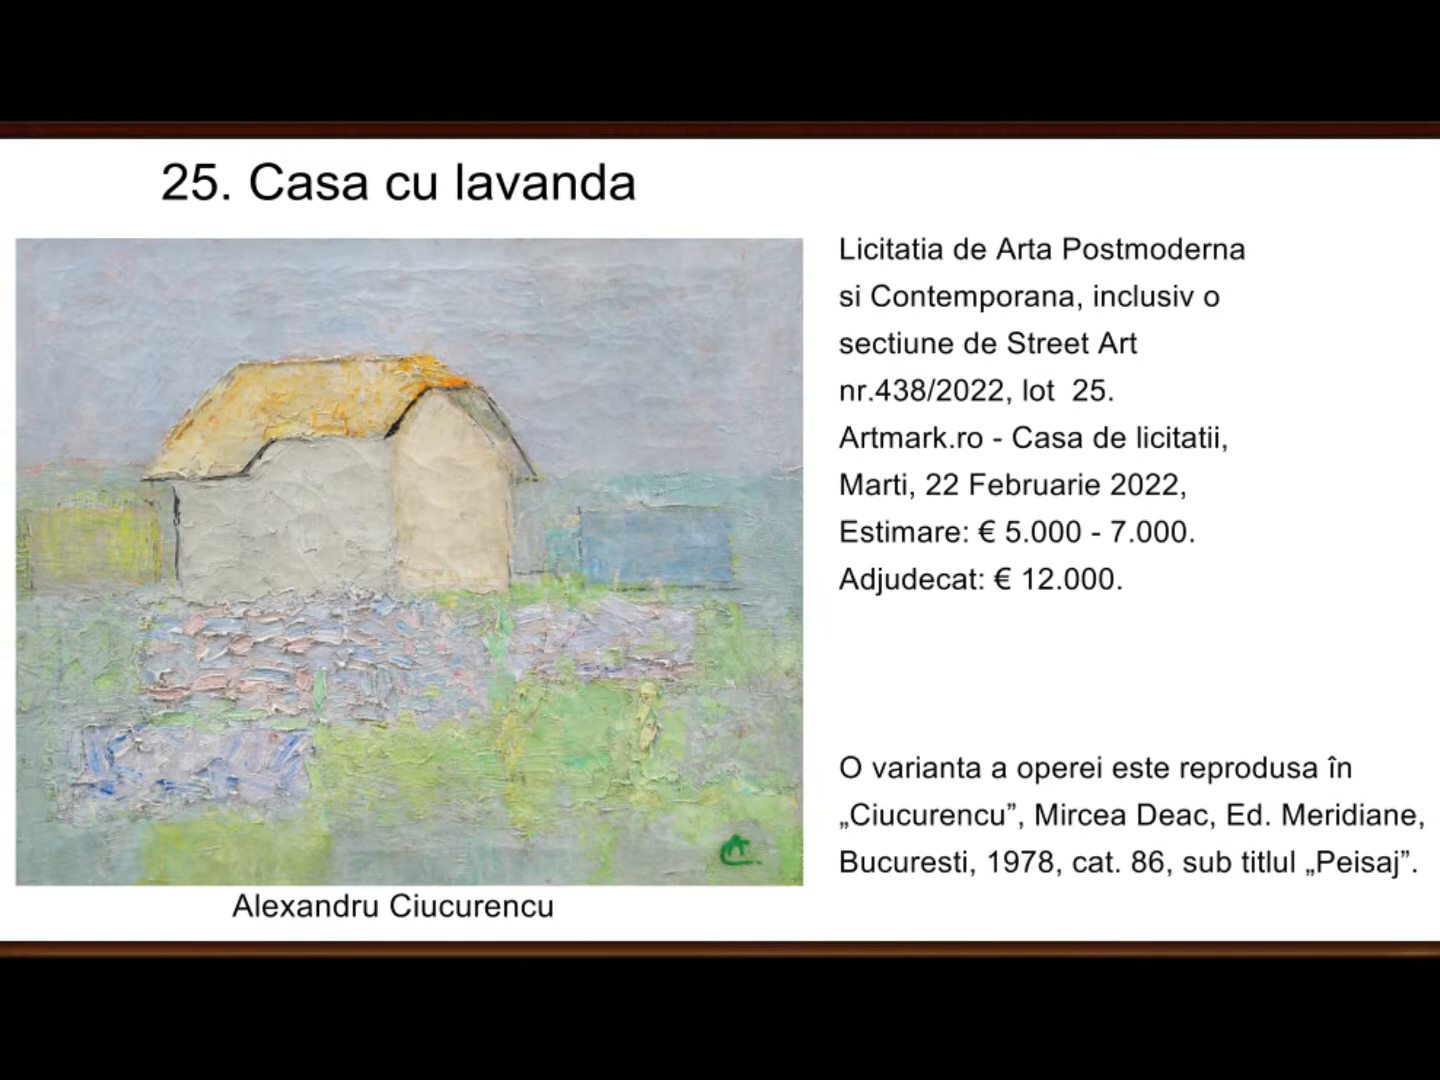 25. Casa cu lavanda
Licitatia de Arta Postmoderna
si Contemporana, inclusiv o
sectiune de Street Art
nr.438/2022, lot  25.
Artmark.ro - Casa de licitatii,
Marti, 22 Februarie 2022,
Estimare: € 5.000 - 7.000.
Adjudecat: € 12.000.
O varianta a operei este reprodusa în
„Ciucurencu”, Mircea Deac, Ed. Meridiane,
Bucuresti, 1978, cat. 86, sub titlul „Peisaj”.
Alexandru Ciucurencu